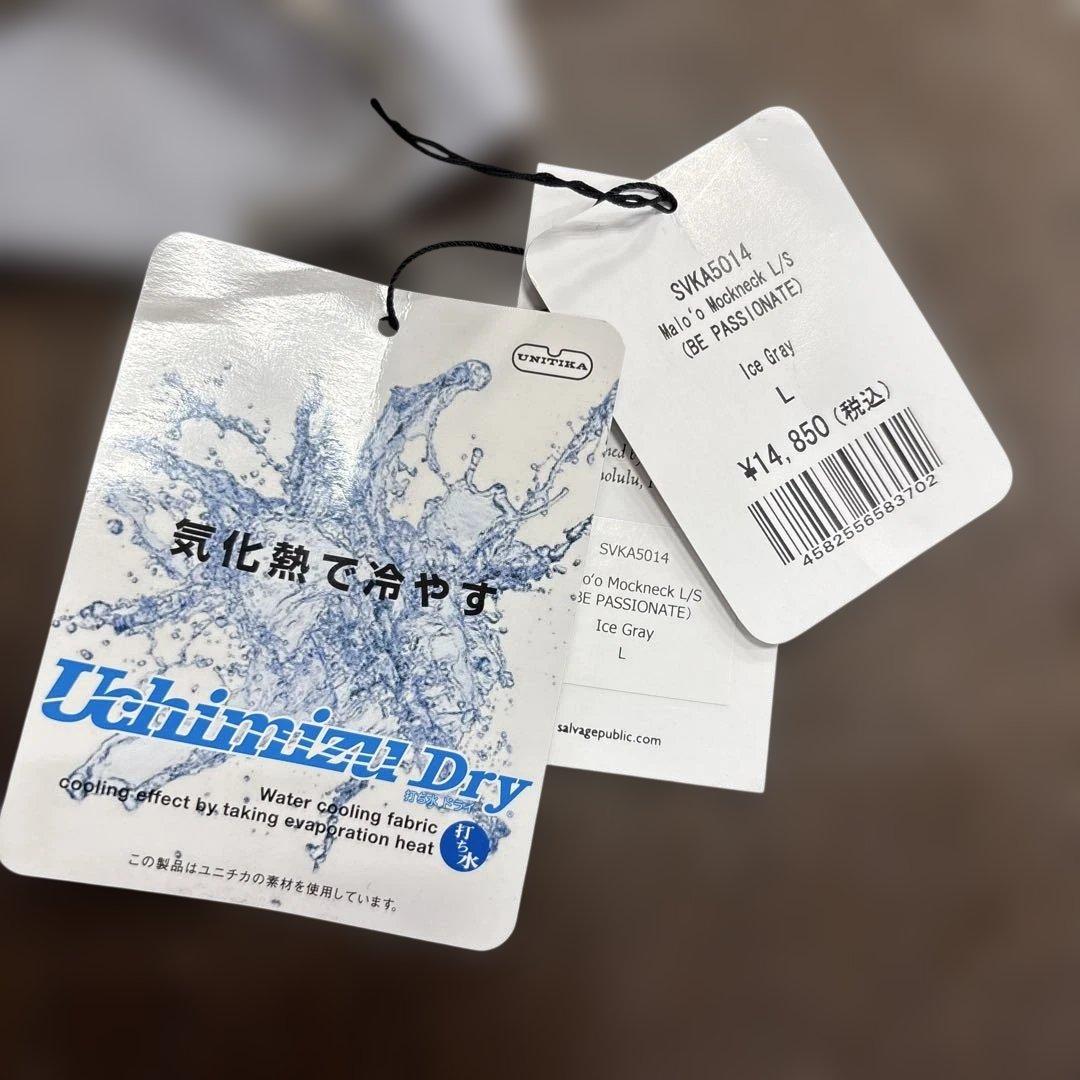 UNITIKA
気化熱で冷やす
Uchimizu Dry
打ち水ドライ
Water cooling fabric
cooling effect by taking evaporation heat
打ち水
この製品はユニチカの素材を使用しています。
SVKA5014
Malo'o Mockneck L/S
(BE PASSIONATE)
Ice Gray
L
¥14,850(税込)
4582556583702
SVKA5014
Mockneck L/S
BE PASSIONATE)
Ice Gray
L
salvagepublic.com